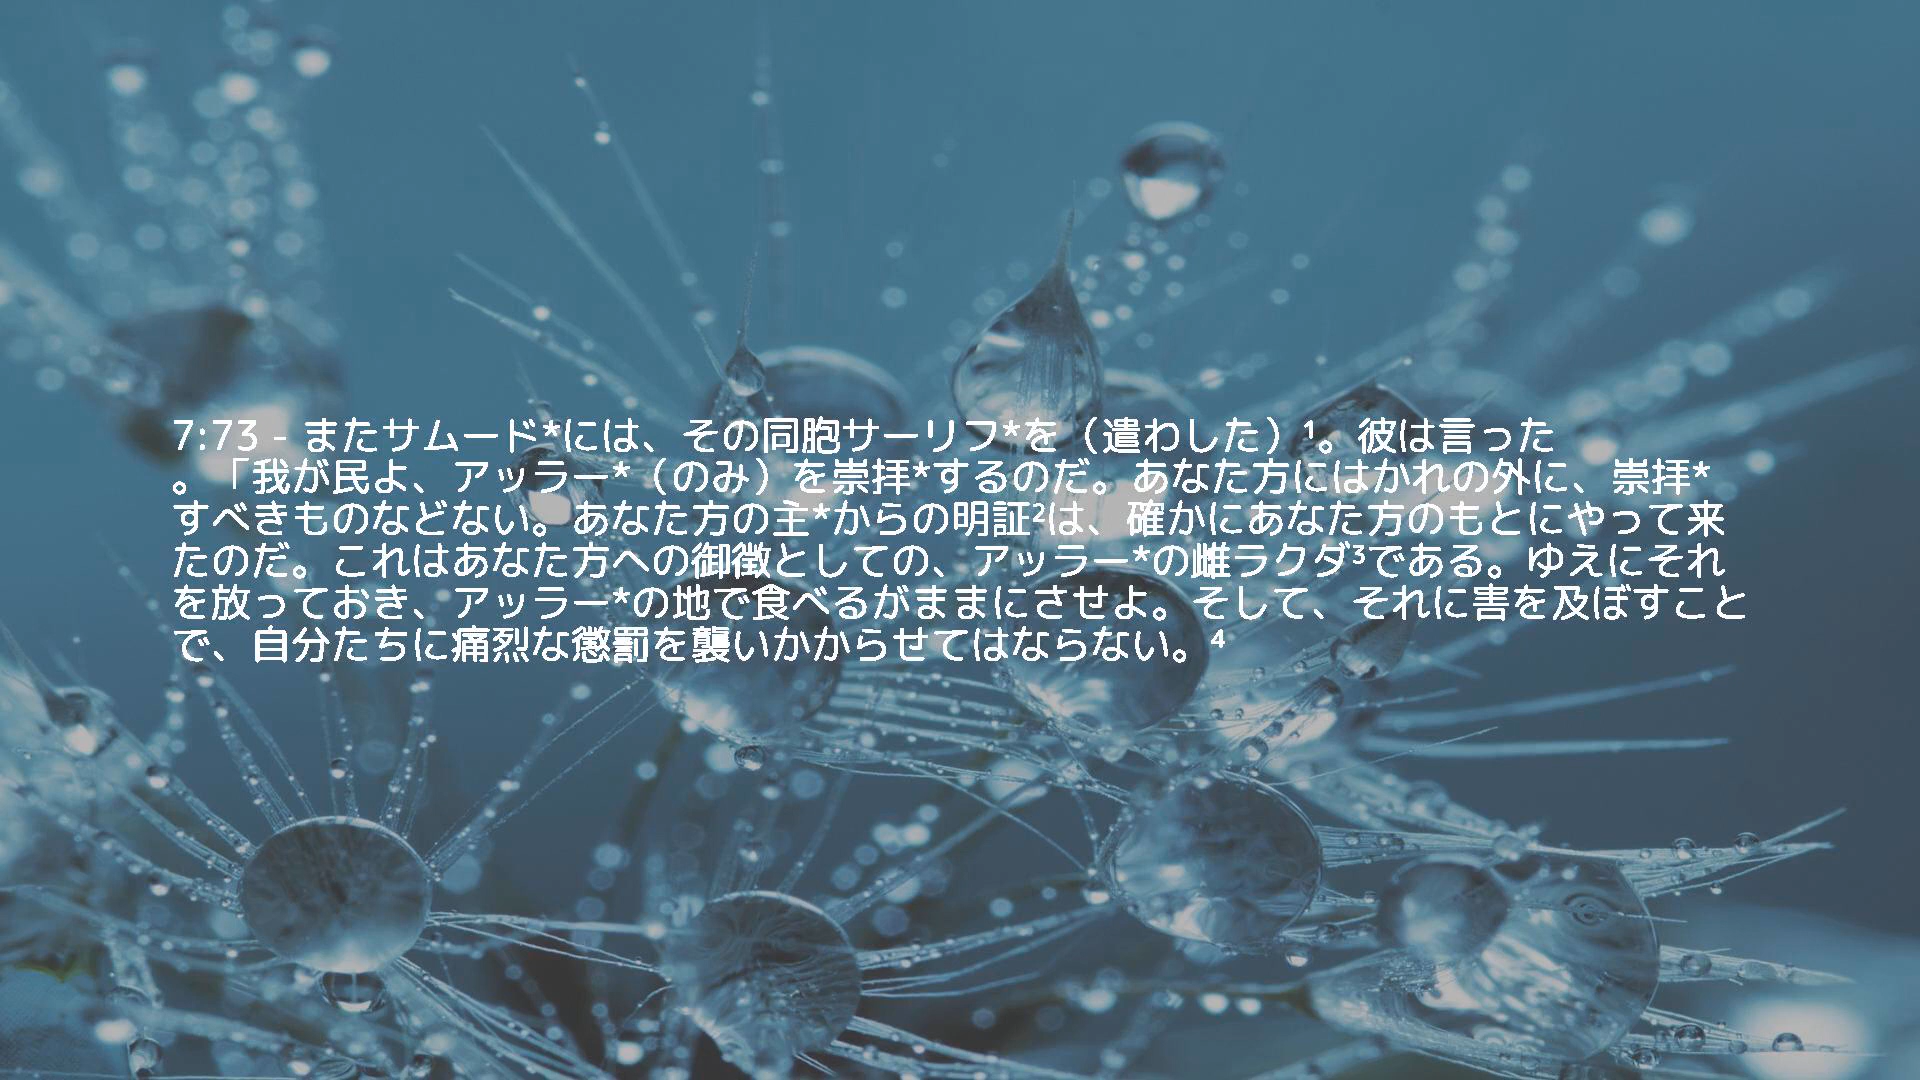 7:73 - またサムード*には、その同胞サーリフ*を（遣わした）¹。彼は言った
。「我が民よ、アッラー*（のみ）を崇拝*するのだ。あなた方にはかれの外に、崇拝*
すべきものなどない。あなた方の主*からの明証²は、確かにあなた方のもとにやって来
たのだ。これはあなた方への御徴としての、アッラー*の雌ラクダ³である。ゆえにそれ
を放っておき、アッラー*の地で食べるがままにさせよ。そして、それに害を及ぼすこと
で、自分たちに痛烈な懲罰を襲いかからせてはならない。⁴